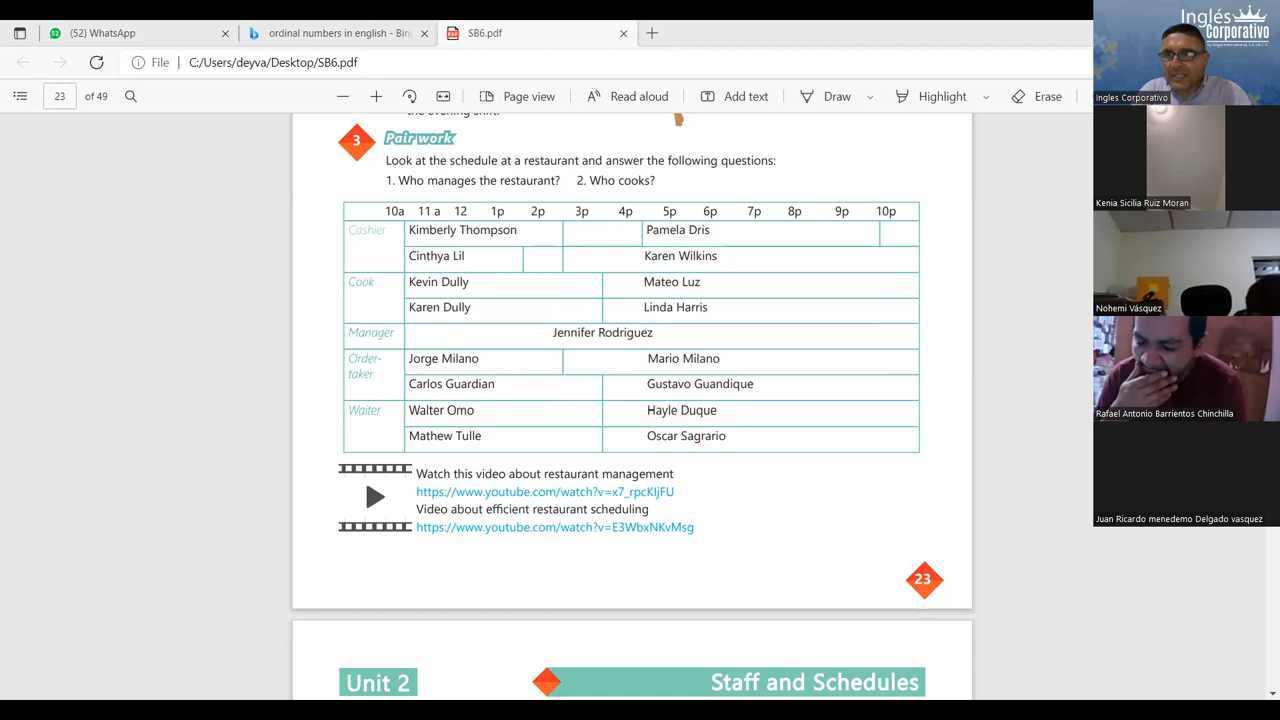 (52) WhatsApp
ordinal numbers in english - Bin
SB6.pdf
File
C:/Users/deyva/Desktop/SB6.pdf
23 of 49
Page view
Read aloud
Add text
Draw
Highlight
Erase
the evening shift.
3 Pair work
Look at the schedule at a restaurant and answer the following questions:
1. Who manages the restaurant? 2. Who cooks?
10a 11 a 12 1p 2p 3p 4p 5p 6p 7p 8p 9p 10p
Cashier Kimberly Thompson Pamela Dris
Cinthya Lil Karen Wilkins
Cook Kevin Dully Mateo Luz
Karen Dully Linda Harris
Manager Jennifer Rodriguez
Order- Jorge Milano Mario Milano
taker
Carlos Guardian Gustavo Guandique
Waiter Walter Omo Hayle Duque
Mathew Tulle Oscar Sagrario
Watch this video about restaurant management
https://www.youtube.com/watch?v=x7_rpcKIjFU
Video about efficient restaurant scheduling
https://www.youtube.com/watch?v=E3WbxNKvMsg
23
Unit 2
Staff and Schedules
Inglés
Corporativo
Ingles Corporativo
Kenia Sicilia Ruiz Moran
Nohemi Vásquez
Rafael Antonio Barrientos Chinchilla
Juan Ricardo menedemo Delgado vasquez